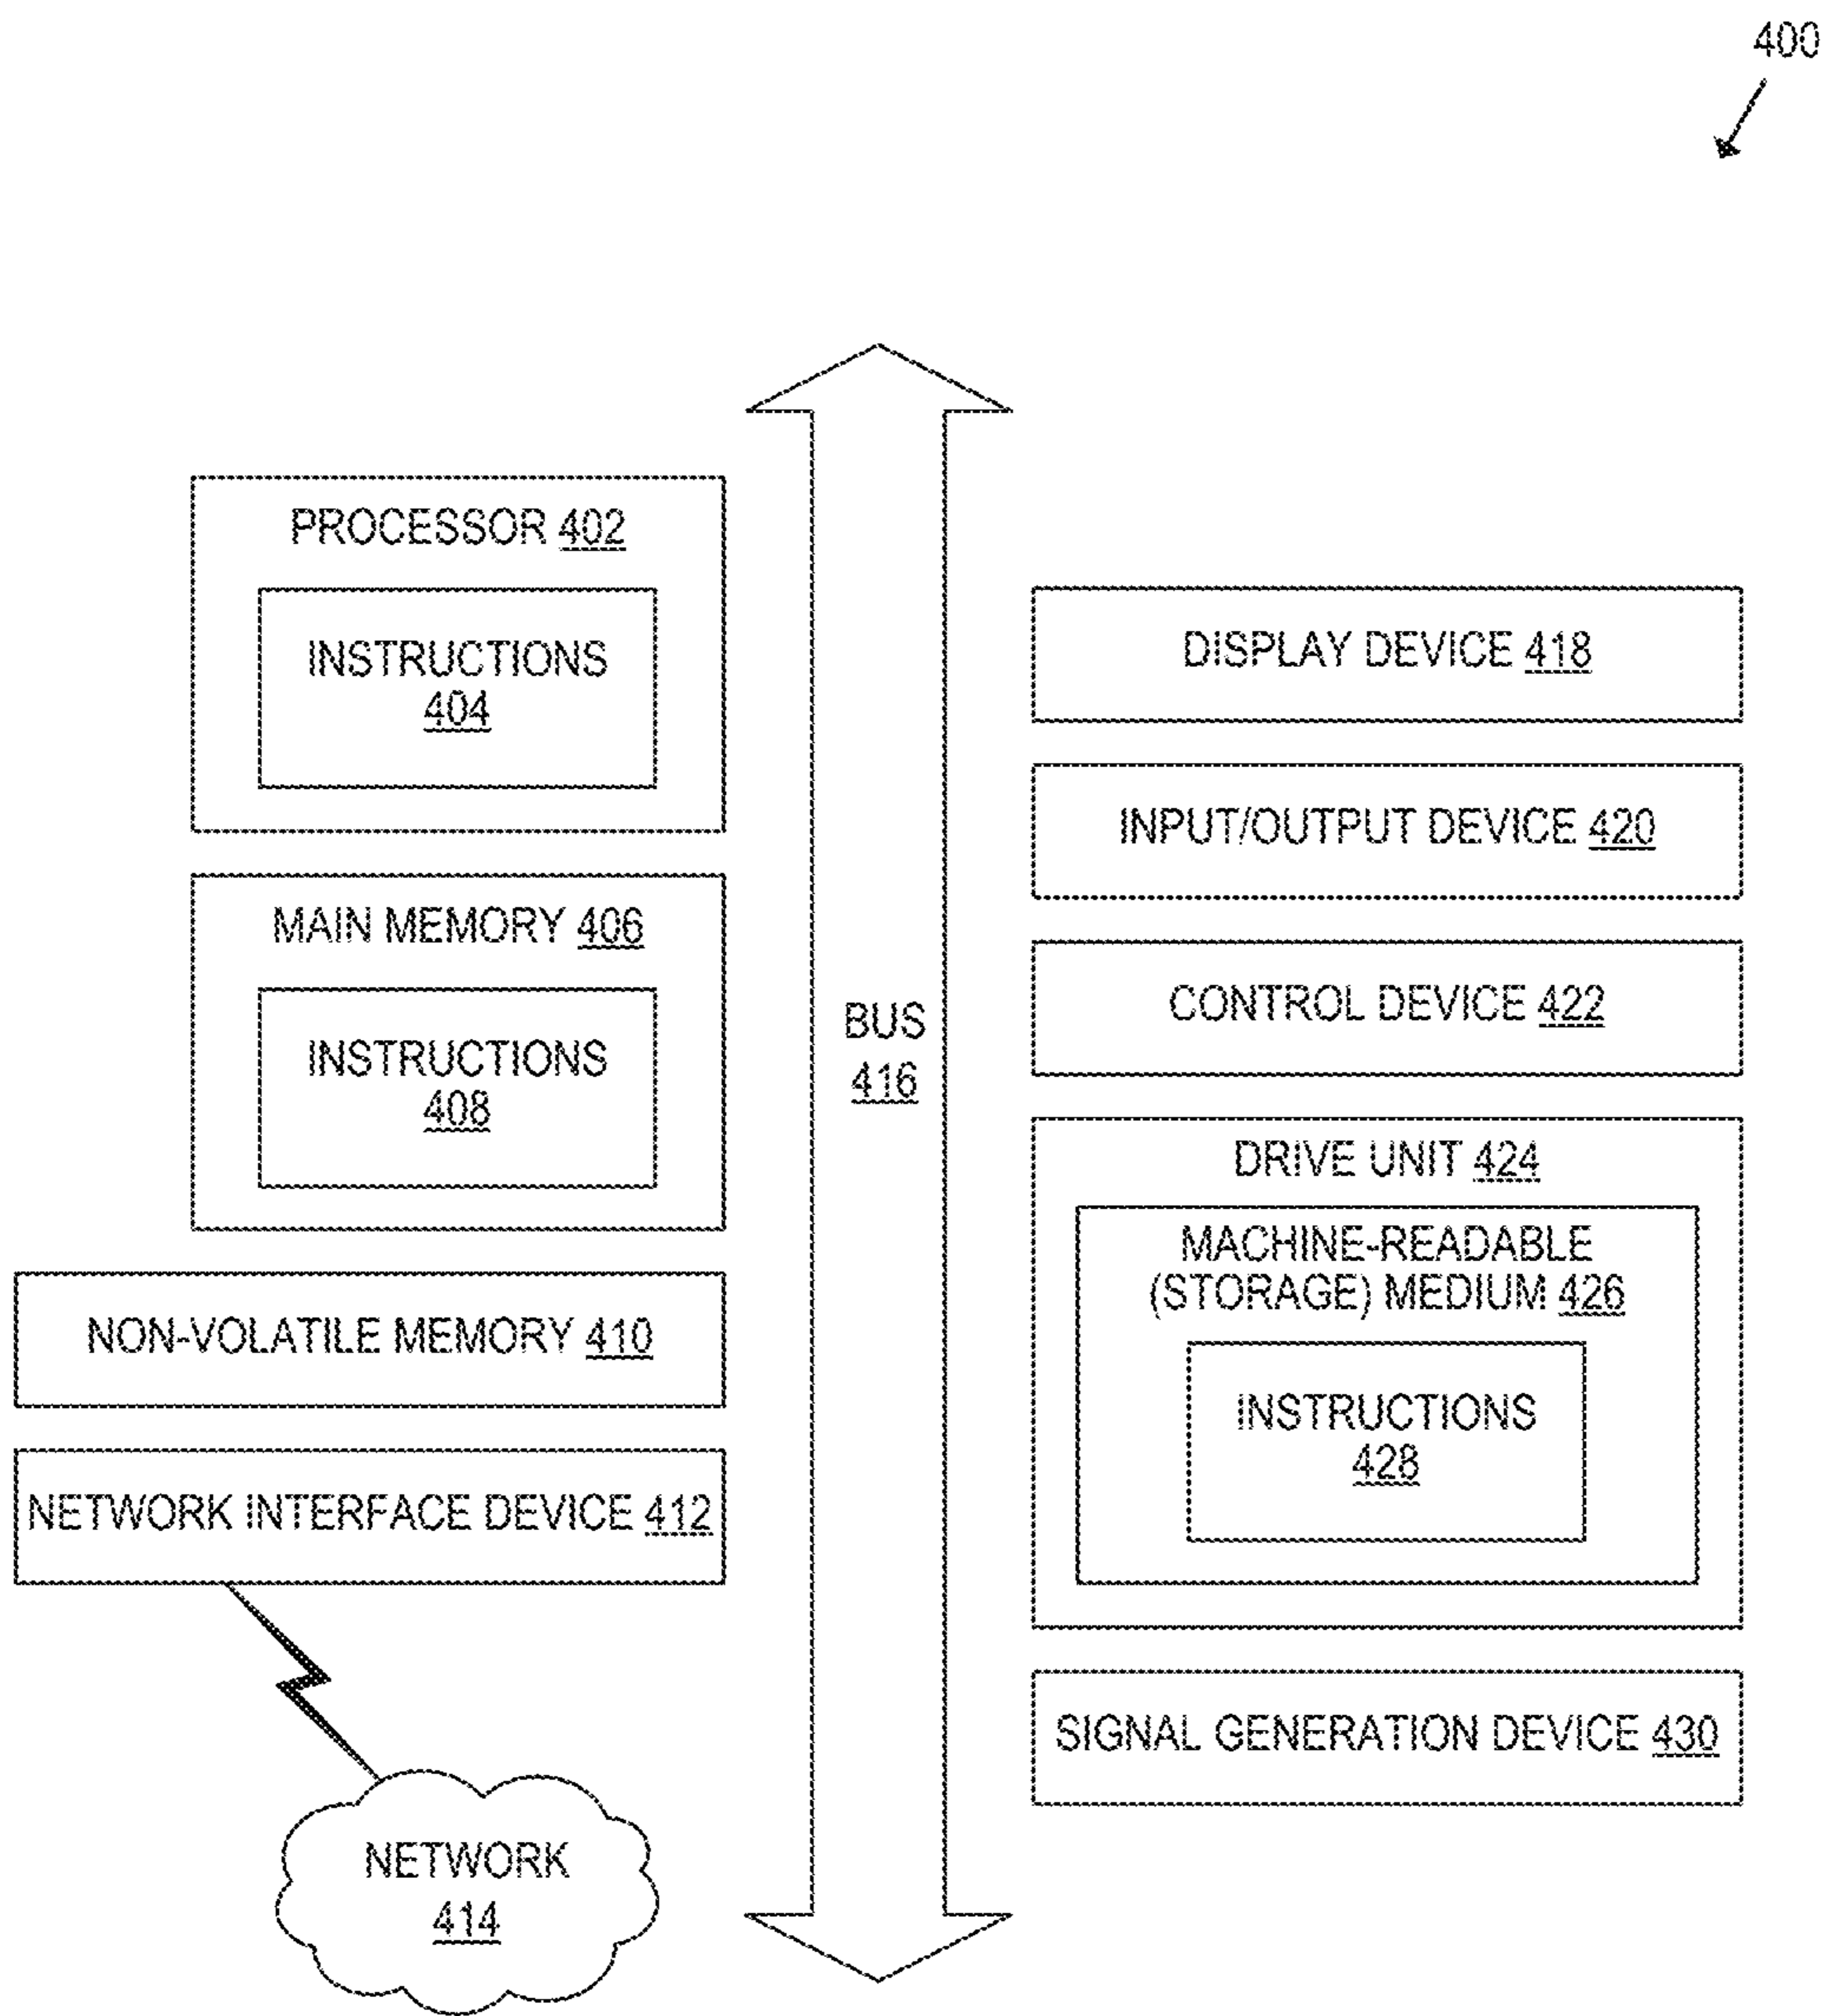 400
PROCESSOR 402
INSTRUCTIONS
404
MAIN MEMORY 406
INSTRUCTIONS
408
NON-VOLATILE MEMORY 410
NETWORK INTERFACE DEVICE 412
NETWORK
414
BUS
416
DISPLAY DEVICE 418
INPUT/OUTPUT DEVICE 420
CONTROL DEVICE 422
DRIVE UNIT 424
MACHINE-READABLE
(STORAGE) MEDIUM 426
INSTRUCTIONS
428
SIGNAL GENERATION DEVICE 430